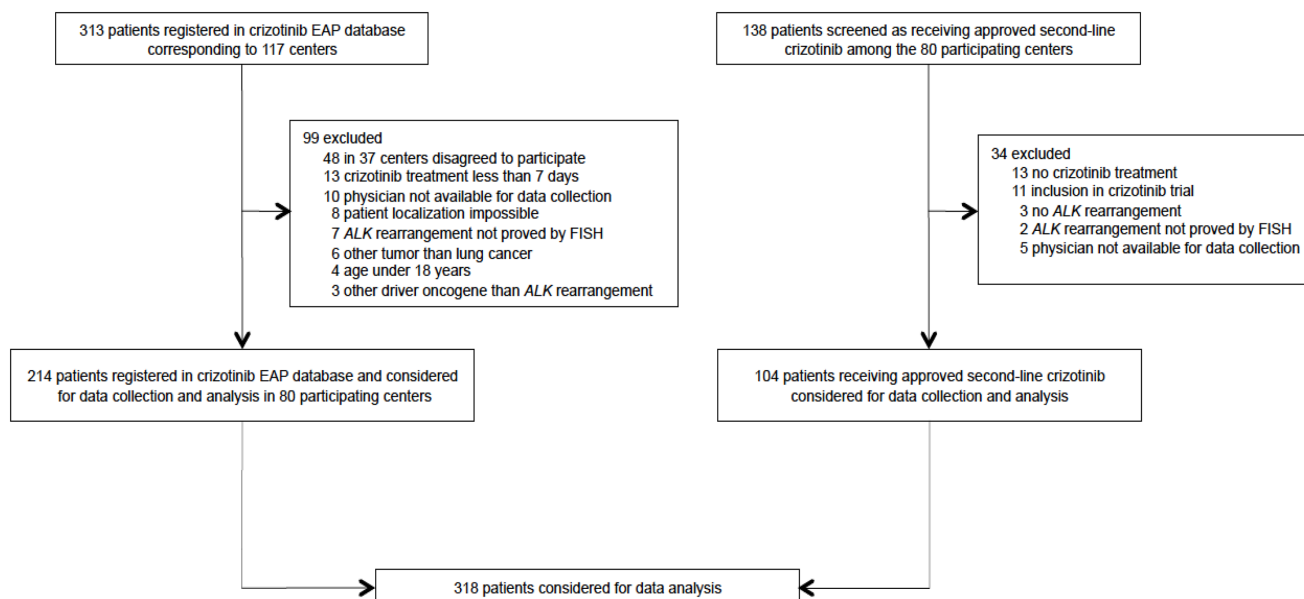 313 patients registered in crizotinib EAP database
corresponding to 117 centers
138 patients screened as receiving approved second-line
crizotinib among the 80 participating centers
99 excluded
48 in 37 centers disagreed to participate
13 crizotinib treatment less than 7 days
10 physician not available for data collection
8 patient localization impossible
7 ALK rearrangement not proved by FISH
6 other tumor than lung cancer
4 age under 18 years
3 other driver oncogene than ALK rearrangement
34 excluded
13 no crizotinib treatment
11 inclusion in crizotinib trial
3 no ALK rearrangement
2 ALK rearrangement not proved by FISH
5 physician not available for data collection
214 patients registered in crizotinib EAP database and considered
for data collection and analysis in 80 participating centers
104 patients receiving approved second-line crizotinib
considered for data collection and analysis
318 patients considered for data analysis